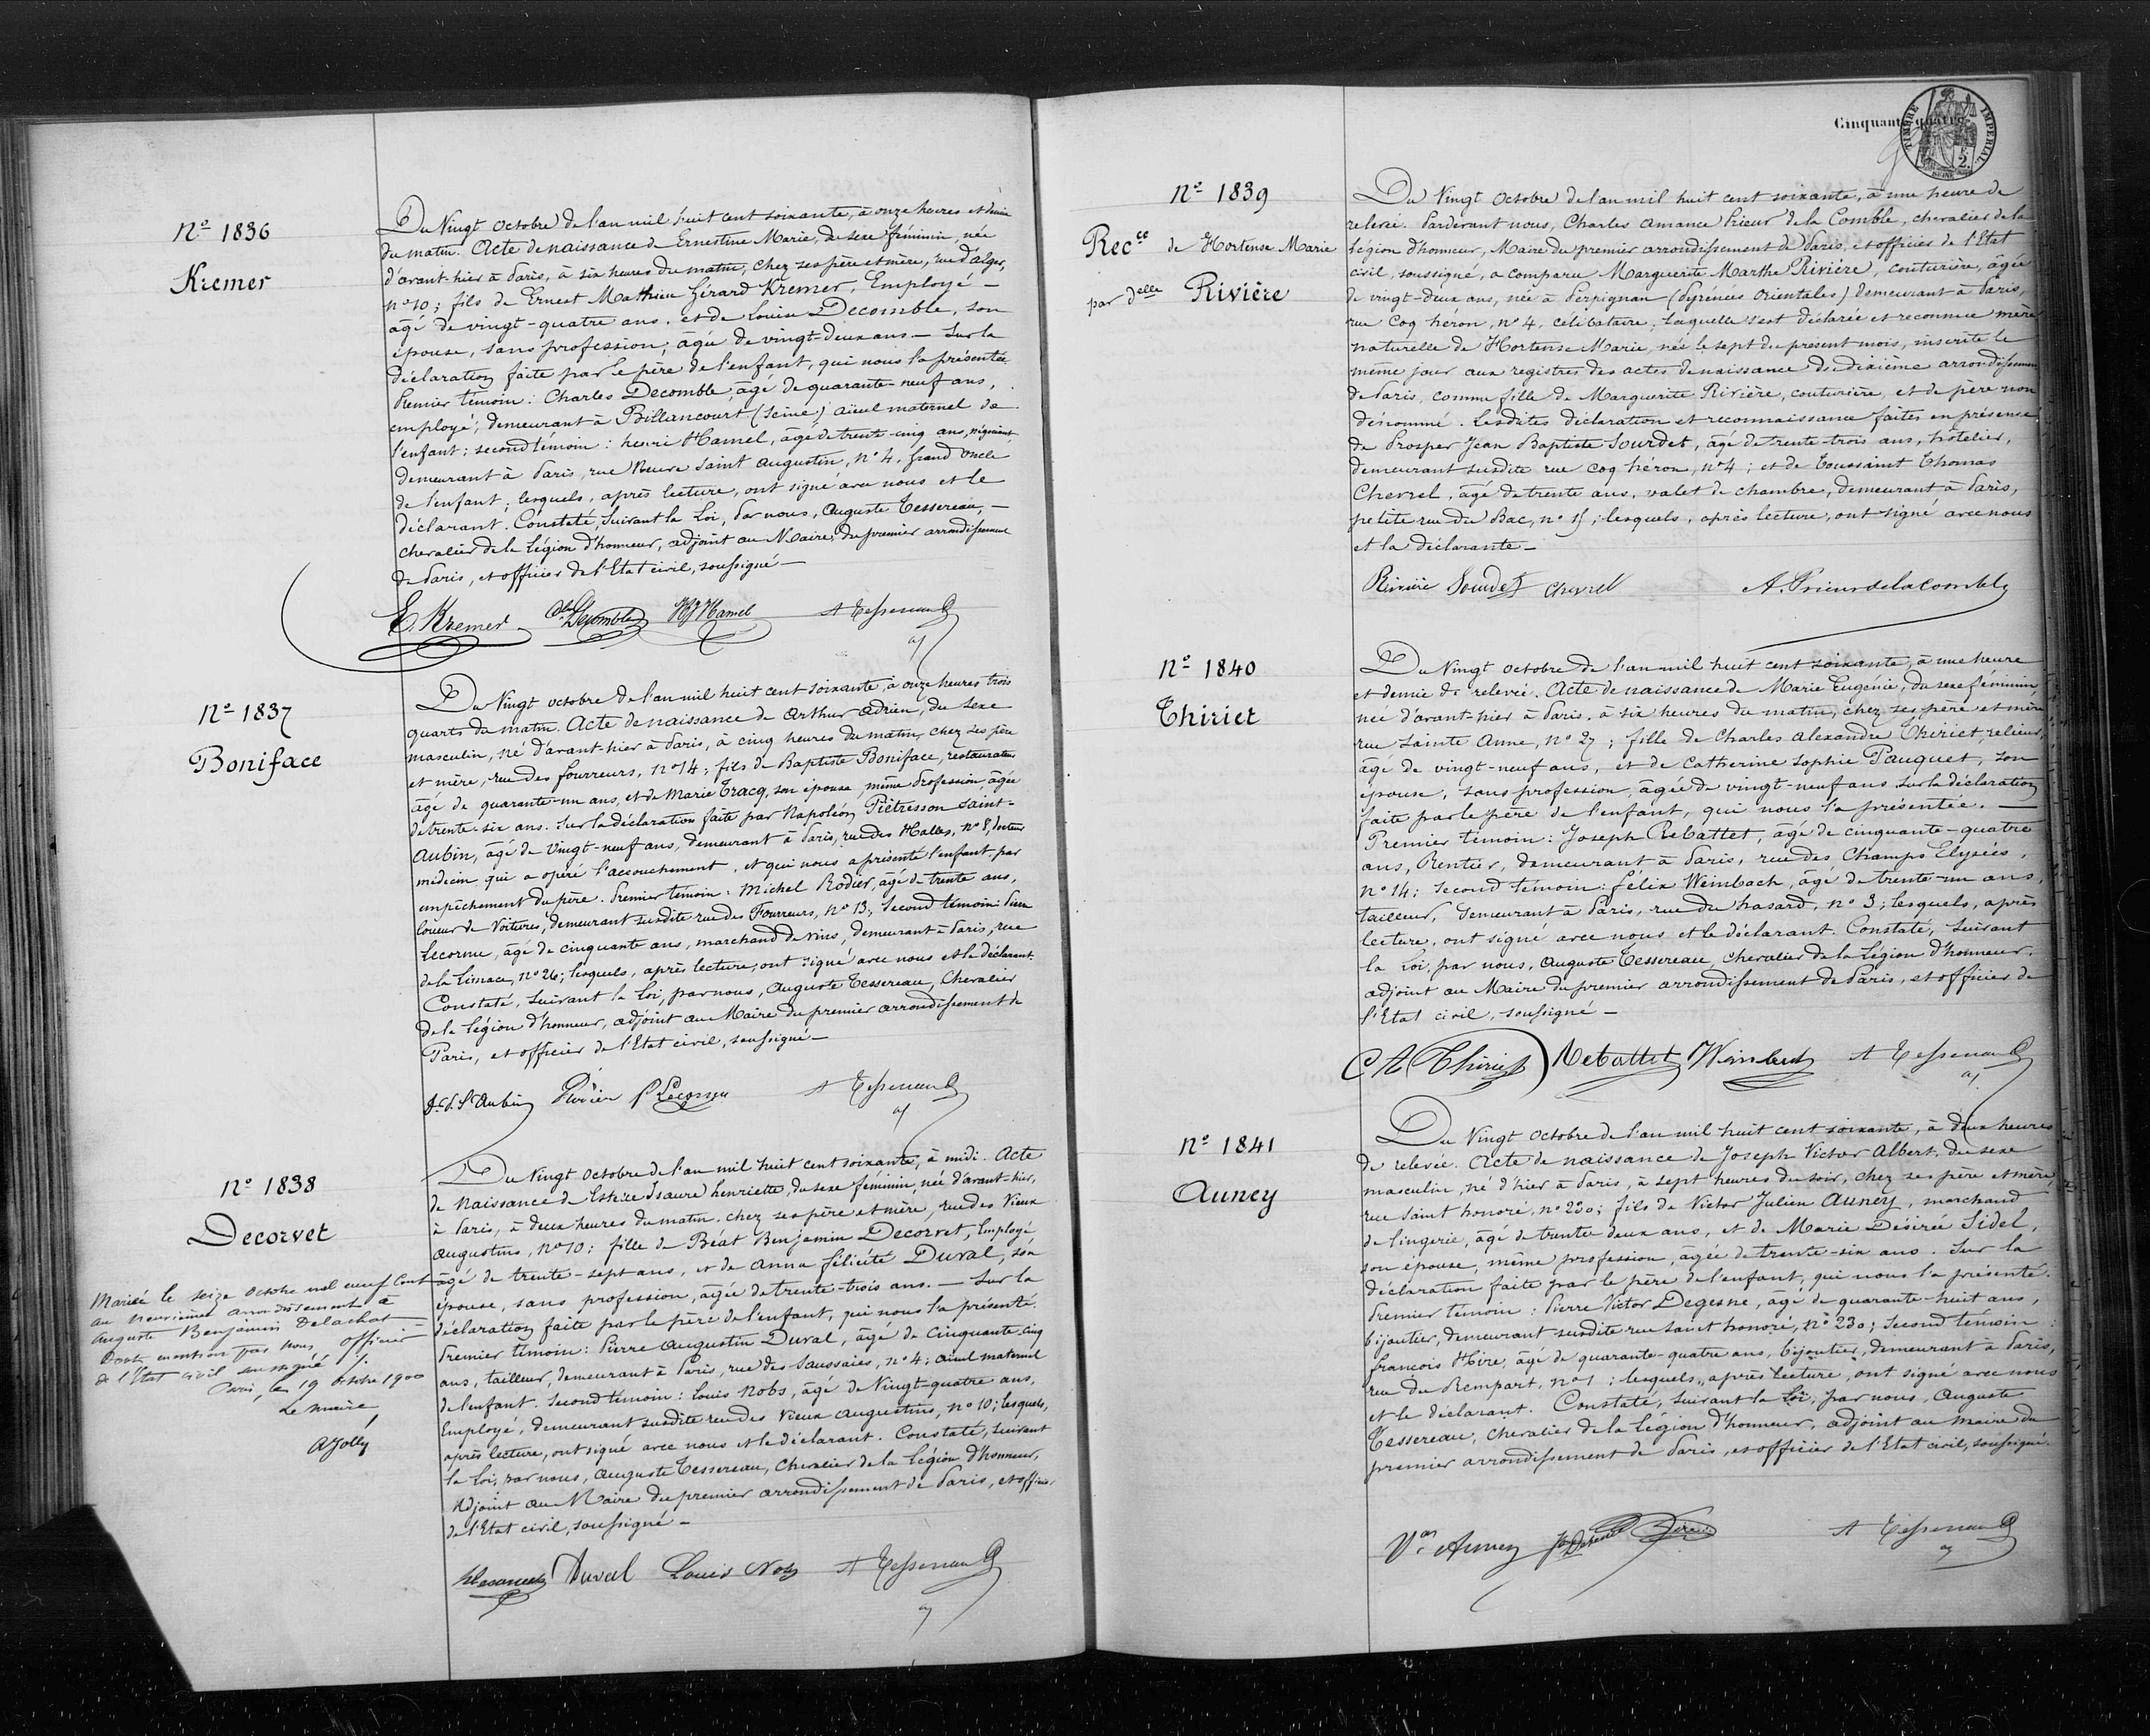 N° 1836
Kremer
Du Vingt octobre de l'an mil huit cent soixante, à onze heures et demie
du matin. Acte de naissance de Ernestine Marie, du sexe féminin, née
d'avant-hier à Paris, à six heures du matin, chez ses père et mère, rue d'alger,
n° 10; fils de Ernest Mathieu Gérard Kremer, Employé -
âgé de vingt-quatre ans, et de Louise Decomble, son
épouse, sans profession, âgée de vingt-deux ans - Sur la
déclaration faite par le père de l'enfant, qui nous l'a présentée.
Premier témoin: Charles Decomble, âgé de quarante-neuf ans,
employé, demeurant à Billancourt (Seine) aïeul maternel de
l'enfant; second témoin: henri Hamel, âgé de trente-cinq ans, négociant,
demeurant à Paris, rue Neuve Saint augustin, n° 4, grand oncle
de l'enfant; lesquels, après lecture, ont signé avec nous et le
déclarant. Constaté, Suivant la Loi, Par nous, Auguste Tessereau, -
chevalier de la Légion d'honneur, adjoint au Maire du premier arrondissement
de Paris, et officier de l'Etat civil, soussigné -
E. Kremer Ch. Decomble Hamel A Tessereau
aj
N° 1837
Boniface
Du Vingt octobre de l'an mil huit cent soixante, à onze heures trois
quarts du matin. Acte de naissance de Arthur Adrien, du Sexe
masculin, né d'avant-hier à Paris, à cinq heures du matin, chez ses père
et mère, rue des fourreurs, n° 14; fils de Baptiste Boniface, restaurateur
âgé de quarante-un ans, et de Marie Tracq, son épouse, même profession, âgée
de trente-six ans. Sur la déclaration faite par Napoléon Piétresson Saint-
Aubin, âgé de vingt-neuf ans, demeurant à Paris, rue des Halles, n° 8, docteur
médecin qui a opéré l'accouchement, et qui nous a présenté l'enfant par
empêchement du père. Premier témoin: Michel Rodier, âgé de trente ans,
loueur de Voitures, demeurant susdite rue des Fourreurs, n° 13, Second témoin: Pierre
Lecornu, âgé de cinquante ans, marchand de vins, demeurant à Paris, rue
de la Limace, n° 26; lesquels, après lecture, ont signé avec nous et le déclarant.
Constaté, Suivant la Loi, par nous, Auguste Tessereau, Chevalier
de la Légion d'honneur, adjoint au Maire du premier arrondissement de
Paris, et officier de l'Etat civil, soussigné -
St Aubin Rodier P Lecornu A Tessereau
aj
N° 1838
Decorvet
Du Vingt octobre de l'an mil huit cent soixante, à midi. Acte
de Naissance de Isaure henriette, du sexe féminin, née d'avant-hier,
à Paris, à deux heures du matin, chez ses père et mère, rue des Vieux
augustins, n° 10; fille de Béat Benjamin Decorvet, Employé,
âgé de trente-sept ans, et de Anna félicité Duval, son
épouse, sans profession, âgée de trente-trois ans. - Sur la
déclaration faite par le père de l'enfant, qui nous l'a présenté.
Premier témoin: Pierre Augustin Duval, âgé de Cinquante-cinq
ans, tailleur, demeurant à Paris, rue des Saussaies, n° 4; aïeul maternel
de l'enfant. Second témoin: Louis Nobs, âgé de Vingt-quatre ans,
Employé, demeurant susdite rue des Vieux augustins, n° 10; lesquels,
après lecture, ont signé avec nous et le déclarant. Constaté, Suivant
la Loi, par nous, Auguste Tessereau, Chevalier de la Légion d'honneur,
Adjoint au Maire du premier arrondissement de Paris, et officier
de l'Etat civil, soussigné -
Duval Louis Nobs A Tessereau
aj
Mariée le seize octobre mil neuf Cent
au neuvième arrondissement à
Auguste Benjamin Delachat
Dont mention par nous officier
de l'Etat civil soussigné
Paris, le 19 octobre 1900
Le maire
A Jolly
Cinquante quatre
TIMBRE IMPERIAL
2.
SEINE
N° 1839
Recce de Hortense Marie
par Delle Rivière
Du Vingt octobre de l'an mil huit cent soixante, à une heure de
relevée. Pardevant nous, Charles Amance Prieur de la Comble, chevalier de la
Légion d'honneur, Maire du premier arrondissement de Paris, et officier de l'Etat
civil, soussigné, a comparu Marguerite Marthe Rivière, couturière, âgée
de vingt-deux ans, née à Perpignan (Pyrénées Orientales) demeurant à Paris,
rue Coq héron, n° 4, célibataire, laquelle s'est déclarée et reconnue mère
naturelle de Hortense Marie, née le sept du présent mois, inscrite le
même jour aux registres des actes de naissance du dixième arrondissement
de Paris, comme fille de Marguerite Rivière, couturière, et de père non
dénommé. Lesdites déclaration et reconnaissance faites en présence
de Prosper Jean Baptiste Sourdet, âgé de trente-trois ans, hôtelier,
demeurant susdite rue coq héron, n° 4; et de Toussaint Thomas
Chevrel, âgé de trente ans, valet de chambre, demeurant à Paris,
petite rue du Bac, n° 15; lesquels, après lecture, ont signé avec nous
et la déclarante -
Rivière Sourdet chevrel A. Prieur de la Comble
N° 1840
Thiriet
Du Vingt octobre de l'an mil huit cent soixante, à une heure
et demie de relevée. Acte de naissance de Marie Eugénie, du sexe féminin,
née d'avant-hier à Paris, à six heures du matin, chez ses père et mère
rue Sainte Anne, n° 27; fille de Charles Alexandre Thiriet, relieur,
âgé de vingt-neuf ans, et de Catherine Sophie Pauquet, son
épouse, sans profession, âgée de vingt-neuf ans. Sur la déclaration
faite par le père de l'enfant, qui nous l'a présentée. -
Premier témoin: Joseph Rebattet, âgé de cinquante-quatre
ans, Rentier, demeurant à Paris, rue des Champs Elysées,
n° 14; Second témoin: félix Weinbach, âgé de trente-un ans,
tailleur, demeurant à Paris, rue du hasard, n° 3; lesquels, après
lecture, ont signé avec nous et le déclarant. Constaté, Suivant
la Loi, par nous, Auguste Tessereau, chevalier de la Légion d'honneur,
adjoint au Maire du premier arrondissement de Paris, et officier de
l'Etat civil, soussigné -
C A Thiriet Rebattet Weinbach A Tessereau
aj.
N° 1841
Auney
Du Vingt octobre de l'an mil huit cent soixante, à deux heures
de relevée. Acte de naissance de Joseph Victor Albert, du sexe
masculin, né d'hier à Paris, à sept heures du soir, chez ses père et mère,
rue Saint honoré, n° 230; fils de Victor Julien Auney, marchand
de lingerie, âgé de trente deux ans, et de Marie Désirée Sidel,
son épouse, même profession, âgée de trente-six ans. Sur la
déclaration faite par le père de l'enfant, qui nous l'a présenté.
Premier témoin: Pierre Victor Degesne, âgé de quarante-huit ans,
bijoutier, demeurant susdite rue Saint honoré, n° 230; Second témoin:
françois Hire, âgé de quarante-quatre ans, bijoutier, demeurant à Paris,
rue du Rempart, n° 1; lesquels, après lecture, ont signé avec nous
et le déclarant. Constaté, Suivant la Loi, par nous, Auguste
Tessereau, chevalier de la Légion d'honneur, adjoint au maire du
premier arrondissement de Paris, et officier de l'Etat civil, soussigné.
Vor Auney A Tessereau
aj